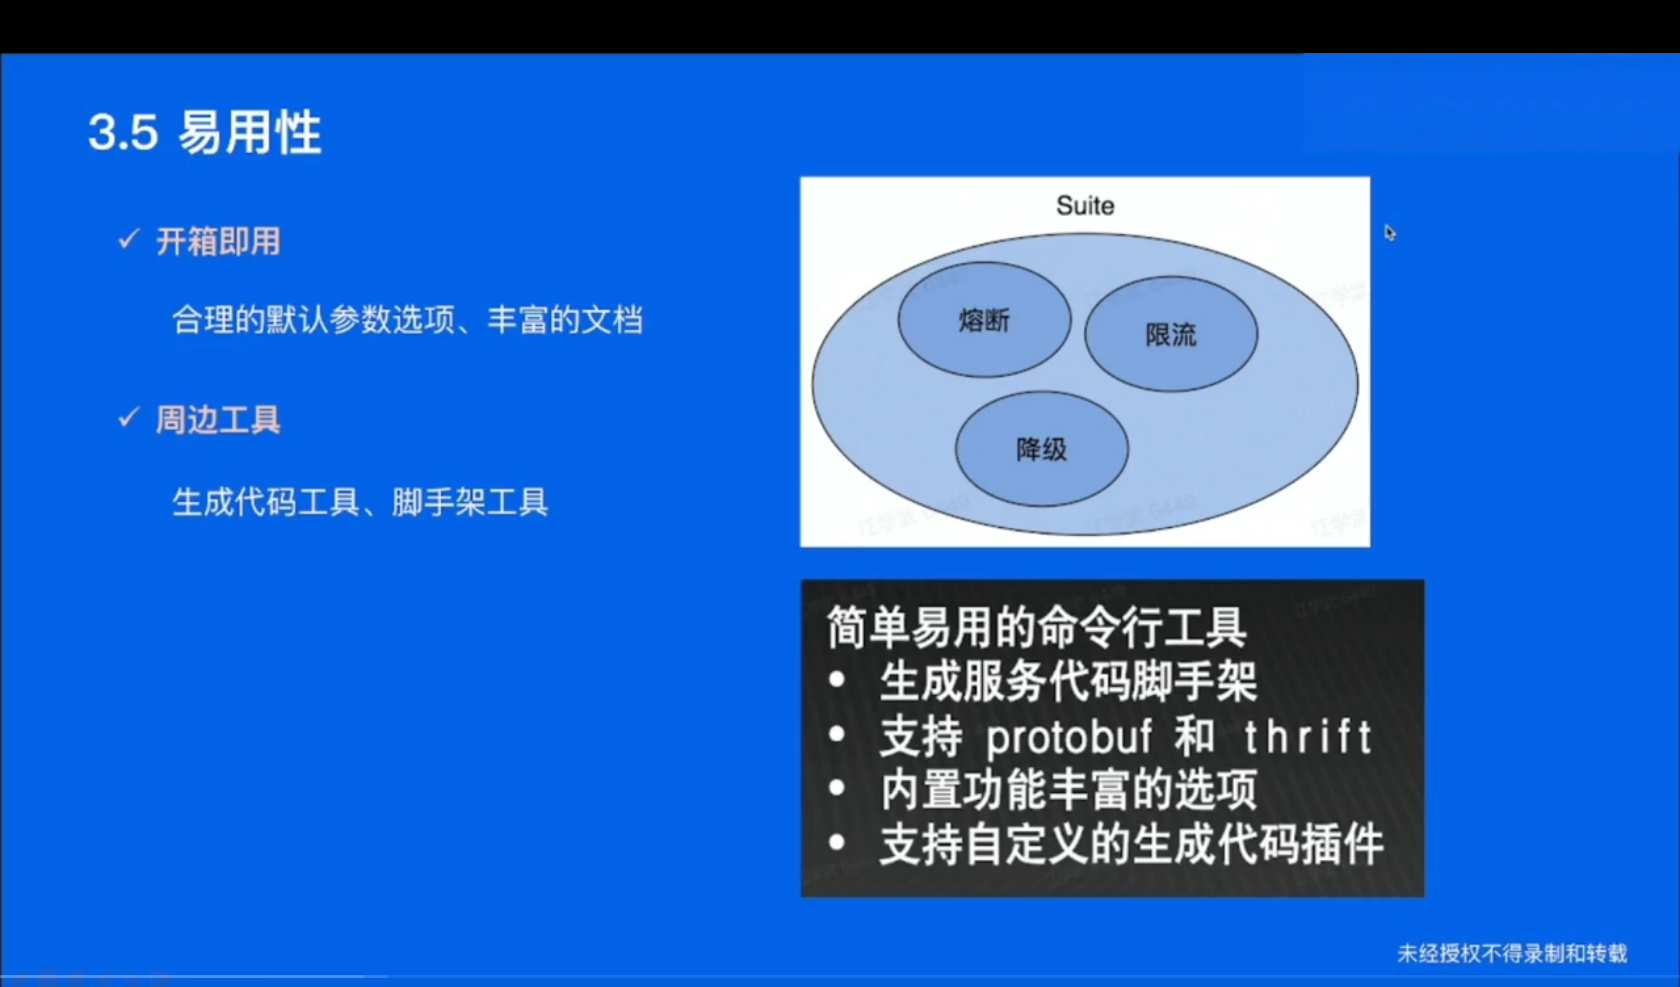 3.5 易用性
✓ 开箱即用
合理的默认参数选项、丰富的文档
✓ 周边工具
生成代码工具、脚手架工具
Suite
熔断
限流
降级
简单易用的命令行工具
• 生成服务代码脚手架
• 支持 protobuf 和 thrift
• 内置功能丰富的选项
• 支持自定义的生成代码插件
未经授权不得录制和转载